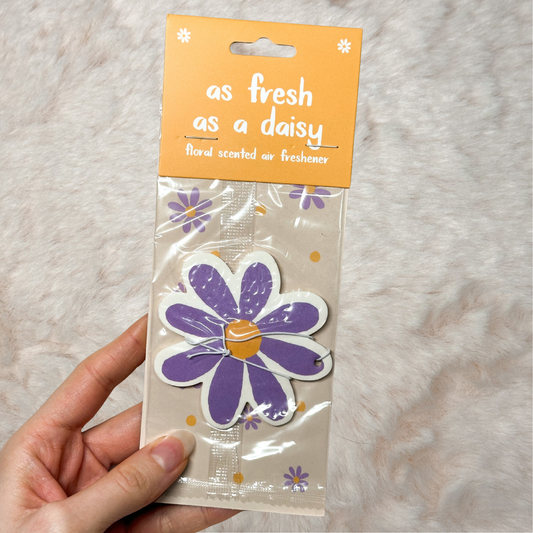 as fresh
as a daisy
floral scented air freshener